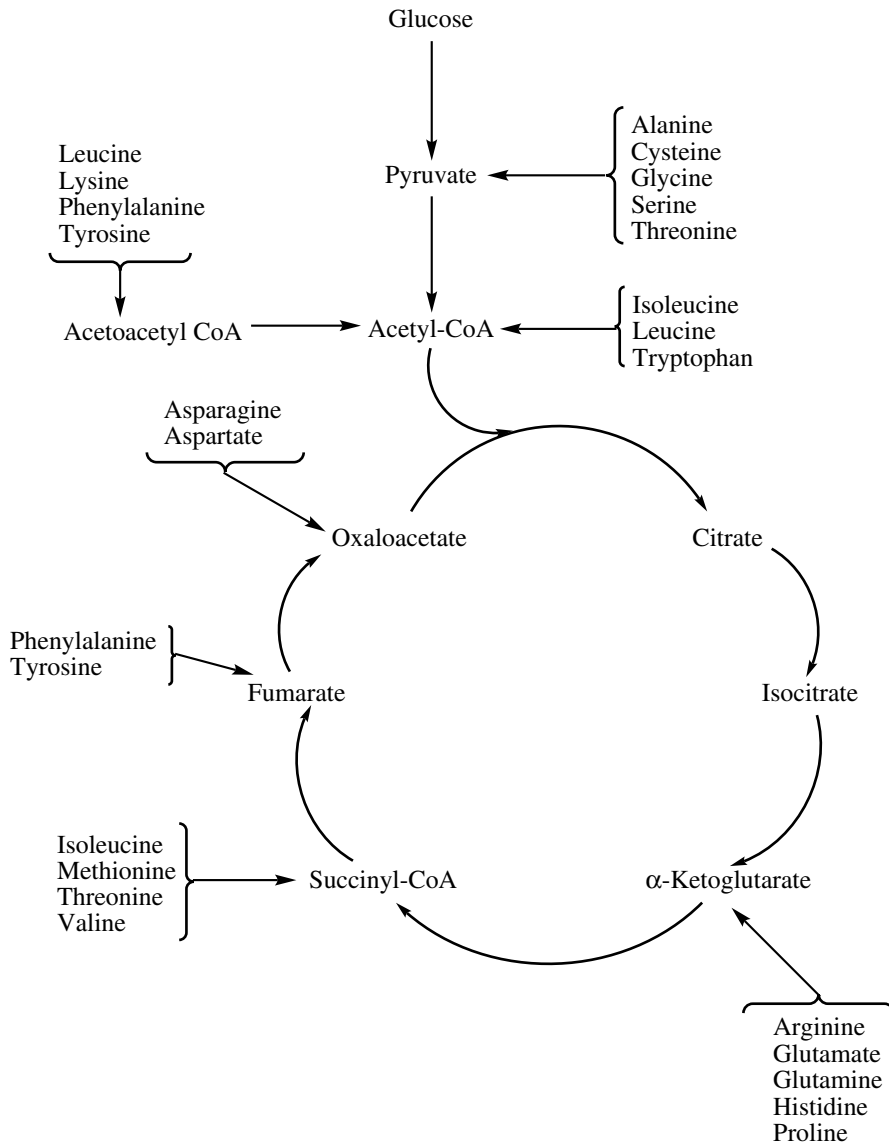 Glucose
Alanine
Cysteine
Glycine
Serine
Threonine
Pyruvate
Leucine
Lysine
Phenylalanine
Tyrosine
Acetoacetyl CoA
Acetyl-CoA
Isoleucine
Leucine
Tryptophan
Asparagine
Aspartate
Oxaloacetate
Citrate
Phenylalanine
Tyrosine
Fumarate
Isocitrate
Isoleucine
Methionine
Threonine
Valine
Succinyl-CoA
α-Ketoglutarate
Arginine
Glutamate
Glutamine
Histidine
Proline